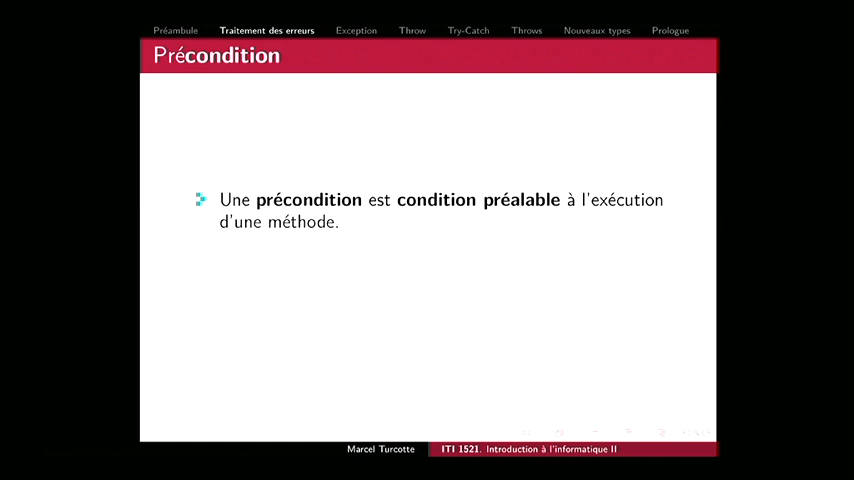 Préambule Traitement des erreurs Exception Throw Try-Catch Throws Nouveaux types Prologue
Précondition
Une précondition est condition préalable à l'exécution
d'une méthode.
Marcel Turcotte ITI 1521. Introduction à l'informatique II